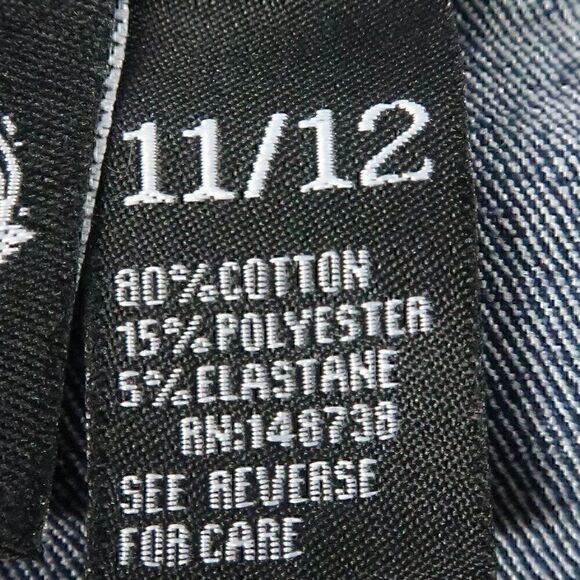 11/12
80%COTTON
15%POLYESTER
5%ELASTANE
RN:148738
SEE REVERSE
FOR CARE